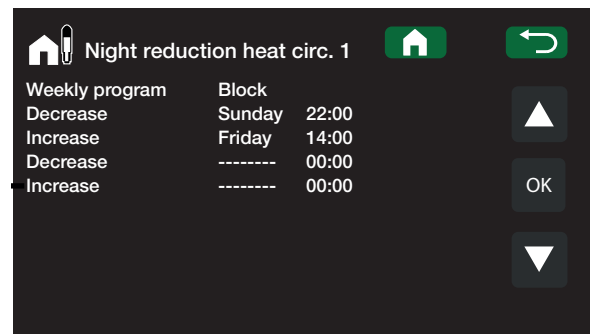 Night reduction heat circ. 1
Weekly program Block
Decrease Sunday 22:00
Increase Friday 14:00
Decrease -------- 00:00
Increase -------- 00:00
OK